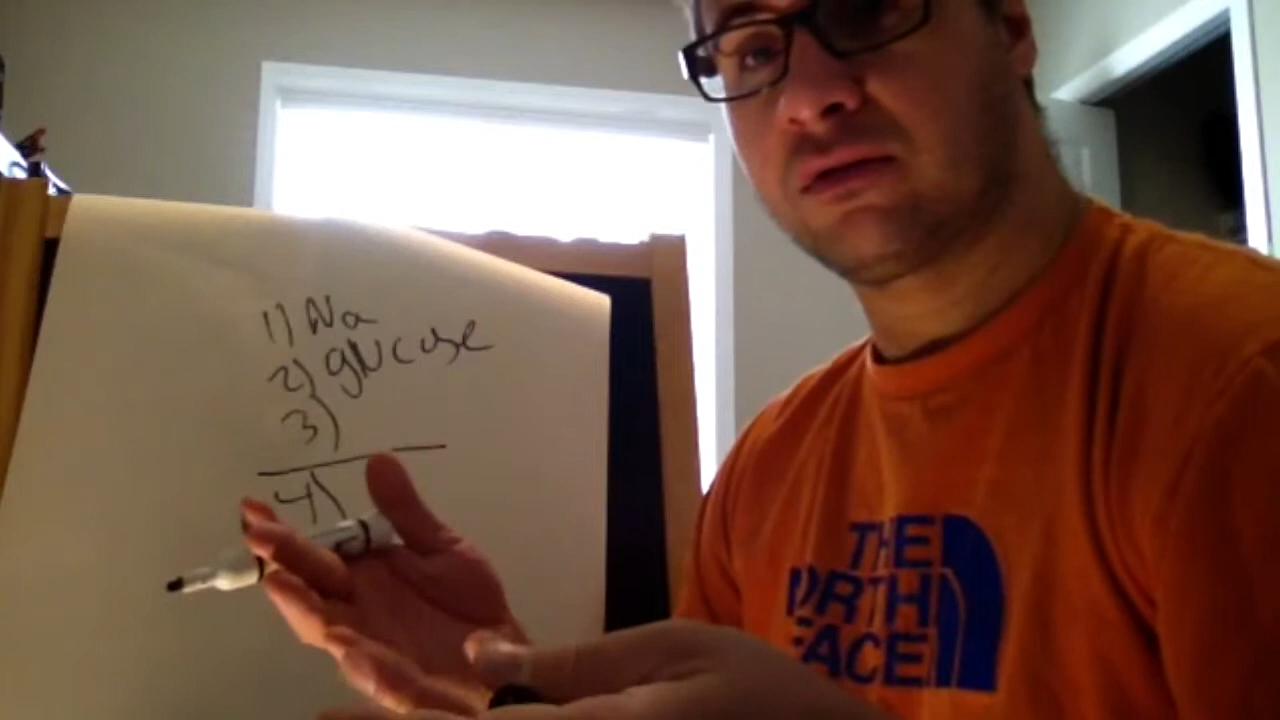 1) Na
2) glucose
3)
4)
THE
NORTH
FACE